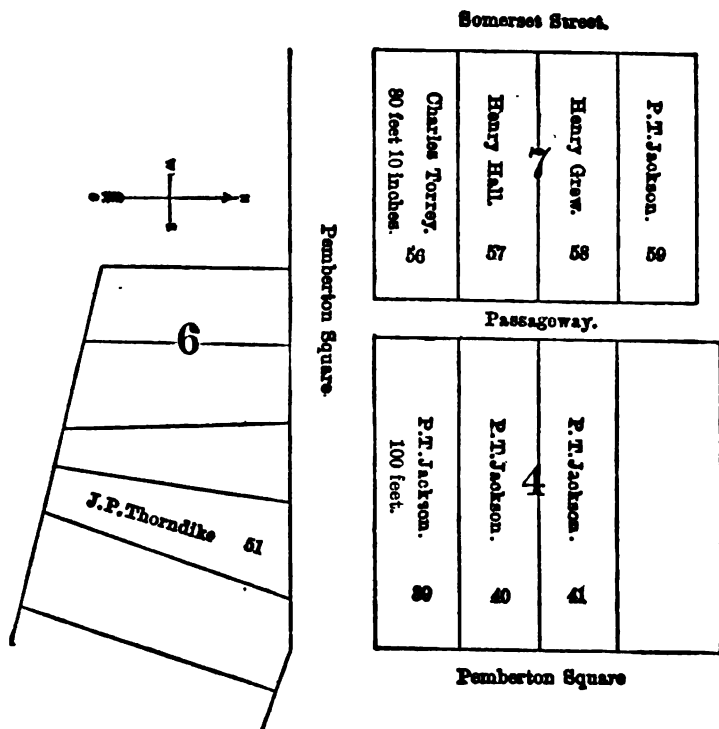 Somerset Street.
Charles Torrey.
80 feet 10 inches.
56
Henry Hall
57
7
Henry Grew.
58
P.T.Jackson.
59
W
N
E
S
Pemberton Square.
Passageway.
6
J.P.Thorndike 51
P.T.Jackson.
100 feet.
39
P.T.Jackson.
40
4
P.T.Jackson.
41
Pemberton Square